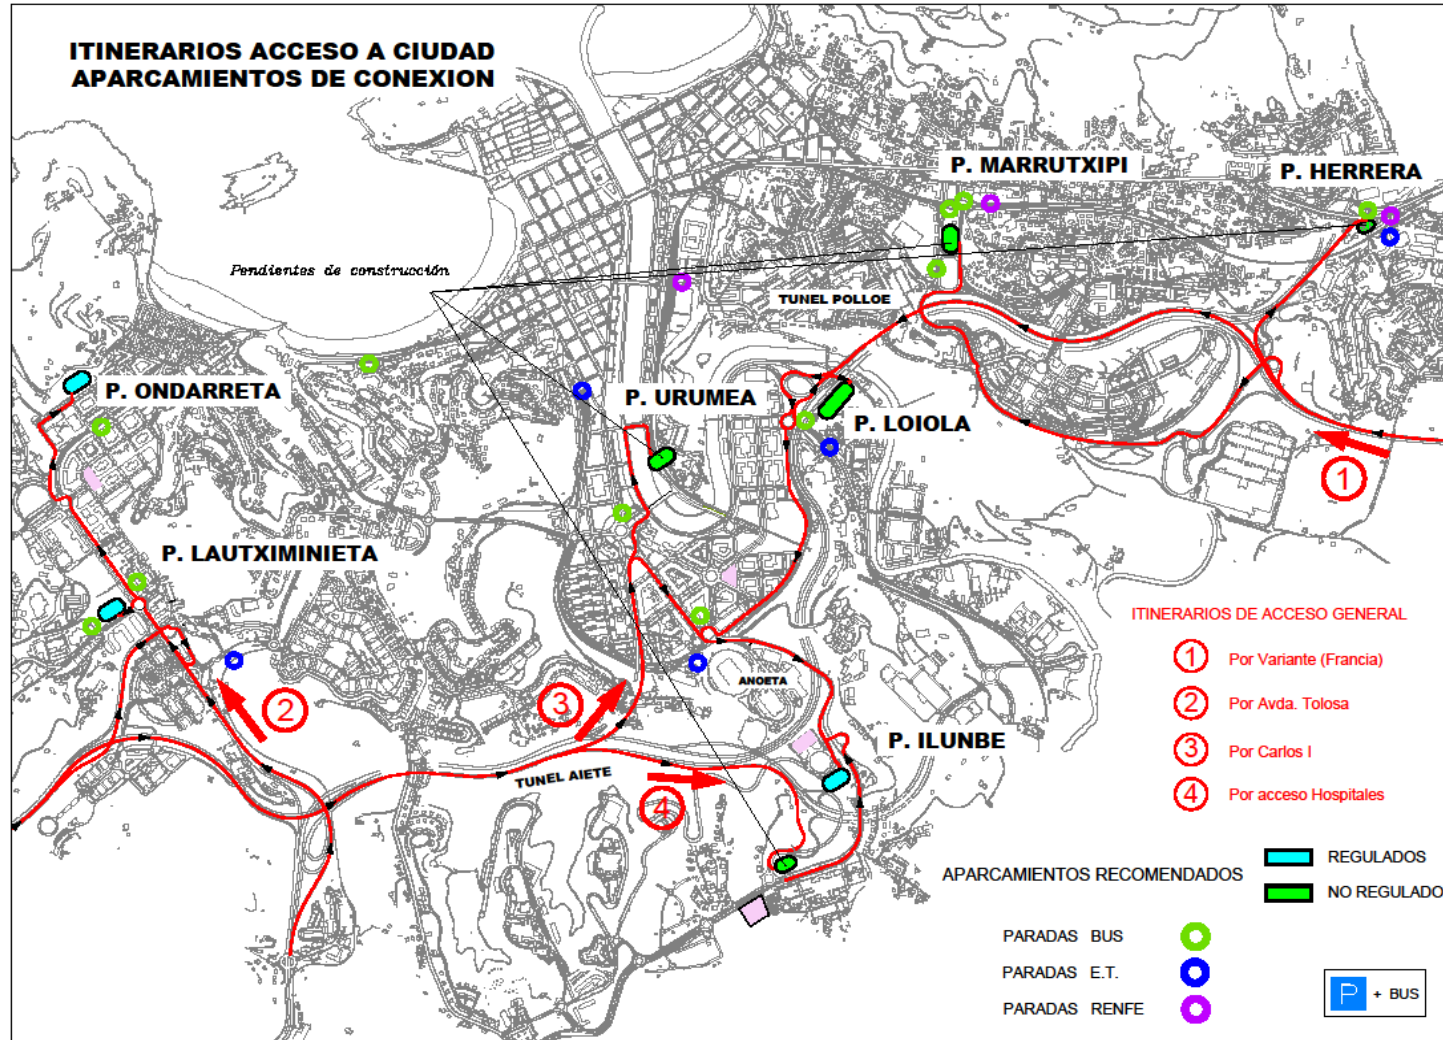 ITINERARIOS ACCESO A CIUDAD
APARCAMIENTOS DE CONEXION
P. MARRUTXIPI
P. HERRERA
Pendientes de construcción
TUNEL POLLOE
P. ONDARRETA
P. URUMEA
P. LOIOLA
1
P. LAUTXIMINIETA
ITINERARIOS DE ACCESO GENERAL
1 Por Variante (Francia)
2 Por Avda. Tolosa
3 Por Carlos I
4 Por acceso Hospitales
2
3
ANOETA
P. ILUNBE
TUNEL AIETE
4
APARCAMIENTOS RECOMENDADOS
REGULADOS
NO REGULADO
PARADAS BUS
PARADAS E.T.
PARADAS RENFE
P + BUS